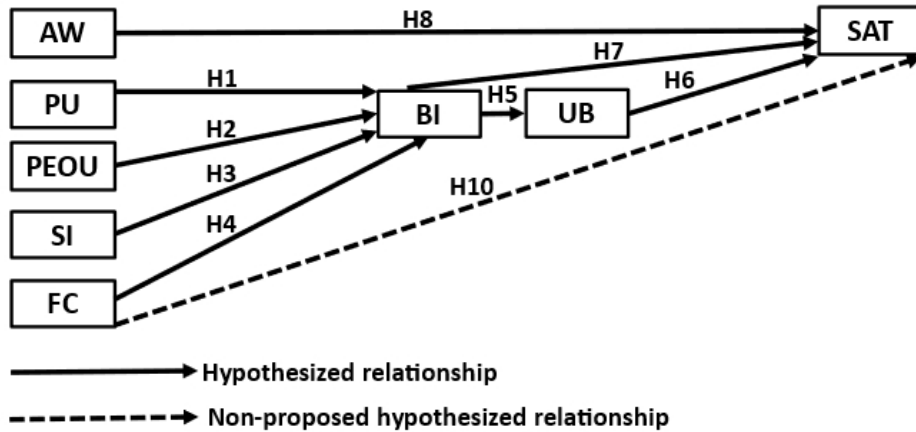 AW
H8
SAT
H7
PU
H1
H6
BI
H5
UB
H2
PEOU
H3
H10
SI
H4
FC
Hypothesized relationship
Non-proposed hypothesized relationship